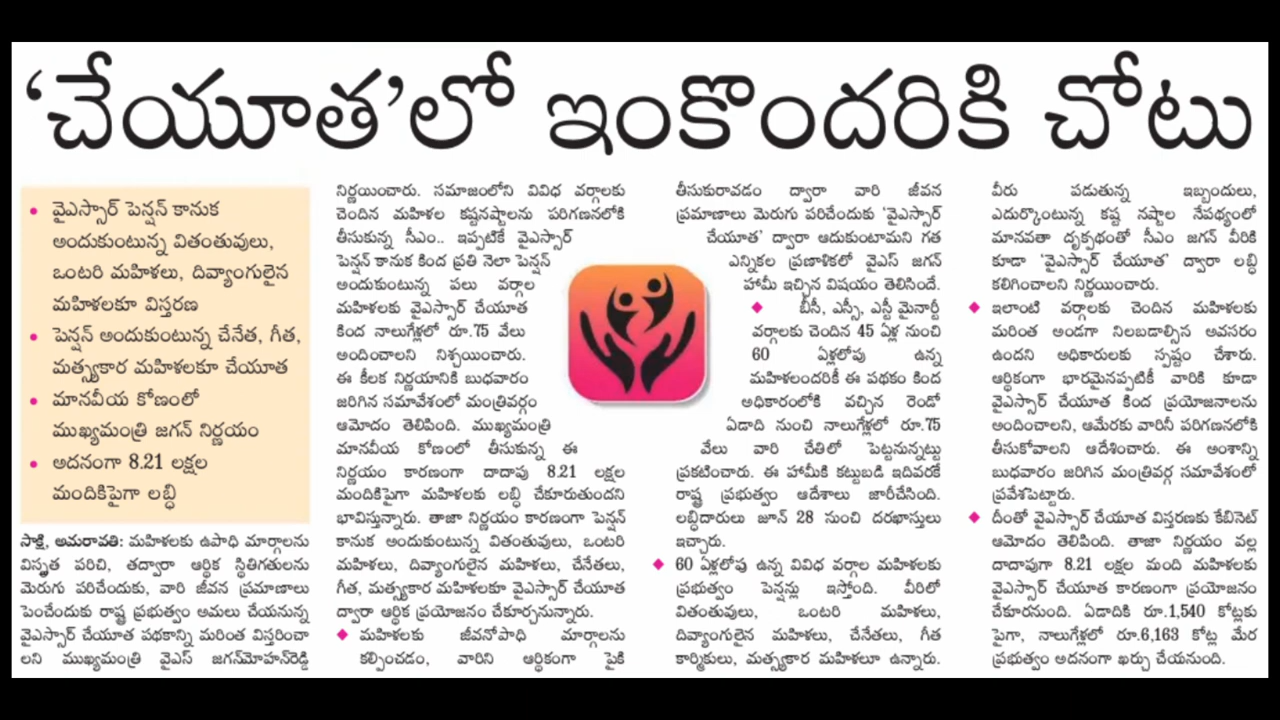 ‘చేయూత’లో ఇంకొందరికి చోటు
• వైఎస్సార్ పెన్షన్ కానుక
అందుకుంటున్న వితంతువులు,
ఒంటరి మహిళలు, దివ్యాంగులైన
మహిళలకూ విస్తరణ
• పెన్షన్ అందుకుంటున్న చేనేత, గీత,
మత్స్యకార మహిళలకూ చేయూత
• మానవీయ కోణంలో
ముఖ్యమంత్రి జగన్ నిర్ణయం
• అదనంగా 8.21 లక్షల
మందికిపైగా లబ్ధి
సాక్షి, అమరావతి: మహిళలకు ఉపాధి మార్గాలను
విస్తృత పరిచి, తద్వారా ఆర్థిక స్థితిగతులను
మెరుగు పరిచేందుకు, వారి జీవన ప్రమాణాలు
పెంచేందుకు రాష్ట్ర ప్రభుత్వం అమలు చేయనున్న
వైఎస్సార్ చేయూత పథకాన్ని మరింత విస్తరించా
లని ముఖ్యమంత్రి వైఎస్ జగన్‌మోహన్‌రెడ్డి
నిర్ణయించారు. సమాజంలోని వివిధ వర్గాలకు
చెందిన మహిళల కష్టనష్టాలను పరిగణనలోకి
తీసుకున్న సీఎం.. ఇప్పటికే వైఎస్సార్
పెన్షన్ కానుక కింద ప్రతి నెలా పెన్షన్
అందుకుంటున్న పలు వర్గాల
మహిళలకు వైఎస్సార్ చేయూత
కింద నాలుగేళ్లలో రూ.75 వేలు
అందించాలని నిశ్చయించారు.
ఈ కీలక నిర్ణయానికి బుధవారం
జరిగిన సమావేశంలో మంత్రివర్గం
ఆమోదం తెలిపింది. ముఖ్యమంత్రి
మానవీయ కోణంలో తీసుకున్న ఈ
నిర్ణయం కారణంగా దాదాపు 8.21 లక్షల
మందికిపైగా మహిళలకు లబ్ధి చేకూరుతుందని
భావిస్తున్నారు. తాజా నిర్ణయం కారణంగా పెన్షన్
కానుక అందుకుంటున్న వితంతువులు, ఒంటరి
మహిళలు, దివ్యాంగులైన మహిళలు, చేనేతలు,
గీత, మత్స్యకార మహిళలకూ వైఎస్సార్ చేయూత
ద్వారా ఆర్థిక ప్రయోజనం చేకూర్చనున్నారు.
◆ మహిళలకు జీవనోపాధి మార్గాలను
కల్పించడం, వారిని ఆర్థికంగా పైకి
తీసుకురావడం ద్వారా వారి జీవన
ప్రమాణాలు మెరుగు పరిచేందుకు ‘వైఎస్సార్
చేయూత’ ద్వారా ఆదుకుంటామని గత
ఎన్నికల ప్రణాళికలో వైఎస్ జగన్
హామీ ఇచ్చిన విషయం తెలిసిందే.
◆ బీసీ, ఎస్సీ, ఎస్టీ మైనార్టీ
వర్గాలకు చెందిన 45 ఏళ్ల నుంచి
60 ఏళ్లలోపు ఉన్న
మహిళలందరికీ ఈ పథకం కింద
అధికారంలోకి వచ్చిన రెండో
ఏడాది నుంచి నాలుగేళ్లలో రూ.75
వేలు వారి చేతిలో పెట్టనున్నట్టు
ప్రకటించారు. ఈ హామీకి కట్టుబడి ఇదివరకే
రాష్ట్ర ప్రభుత్వం ఆదేశాలు జారీచేసింది.
లబ్ధిదారులు జూన్ 28 నుంచి దరఖాస్తులు
ఇచ్చారు.
◆ 60 ఏళ్లలోపు ఉన్న వివిధ వర్గాల మహిళలకు
ప్రభుత్వం పెన్షన్లు ఇస్తోంది. వీరిలో
వితంతువులు, ఒంటరి మహిళలు,
దివ్యాంగులైన మహిళలు, చేనేతలు, గీత
కార్మికులు, మత్స్యకార మహిళలూ ఉన్నారు.
వీరు పడుతున్న ఇబ్బందులు,
ఎదుర్కొంటున్న కష్ట నష్టాల నేపథ్యంలో
మానవతా దృక్పథంతో సీఎం జగన్ వీరికి
కూడా ‘వైఎస్సార్ చేయూత’ ద్వారా లబ్ధి
కలిగించాలని నిర్ణయించారు.
◆ ఇలాంటి వర్గాలకు చెందిన మహిళలకు
మరింత అండగా నిలబడాల్సిన అవసరం
ఉందని అధికారులకు స్పష్టం చేశారు.
ఆర్థికంగా భారమైనప్పటికీ వారికి కూడా
వైఎస్సార్ చేయూత కింద ప్రయోజనాలను
అందించాలని, ఆమేరకు వారినీ పరిగణనలోకి
తీసుకోవాలని ఆదేశించారు. ఈ అంశాన్ని
బుధవారం జరిగిన మంత్రివర్గ సమావేశంలో
ప్రవేశపెట్టారు.
◆ దీంతో వైఎస్సార్ చేయూత విస్తరణకు కేబినెట్
ఆమోదం తెలిపింది. తాజా నిర్ణయం వల్ల
దాదాపుగా 8.21 లక్షల మంది మహిళలకు
వైఎస్సార్ చేయూత కారణంగా ప్రయోజనం
చేకూరనుంది. ఏడాదికి రూ.1,540 కోట్లకు
పైగా, నాలుగేళ్లలో రూ.6,163 కోట్ల మేర
ప్రభుత్వం అదనంగా ఖర్చు చేయనుంది.